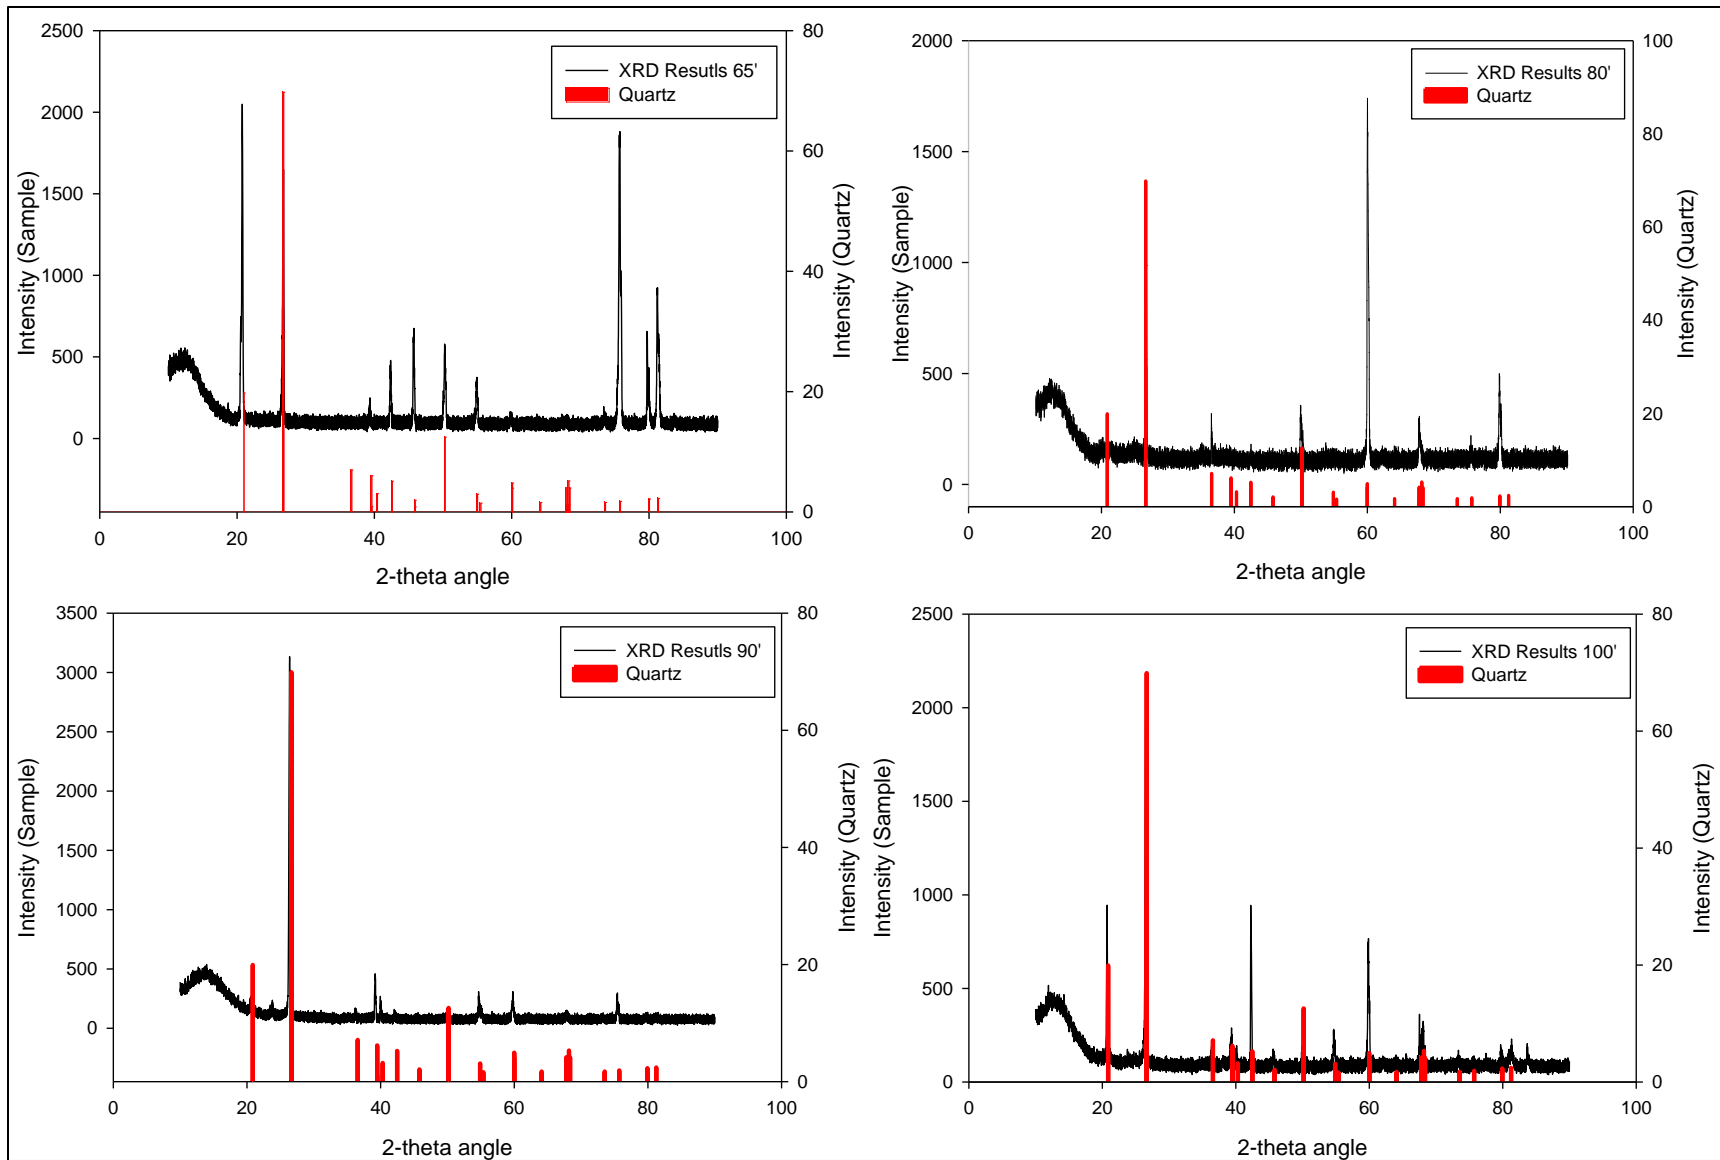 2500
2000
1500
1000
500
0
Intensity (Sample)
80
60
40
20
0
Intensity (Quartz)
XRD Resutls 65'
Quartz
0 20 40 60 80 100
2-theta angle
2000
1500
1000
500
0
Intensity (Sample)
100
80
60
40
20
0
Intensity (Quartz)
XRD Results 80'
Quartz
0 20 40 60 80 100
2-theta angle
3500
3000
2500
2000
1500
1000
500
0
Intensity (Sample)
80
60
40
20
0
Intensity (Quartz)
XRD Resutls 90'
Quartz
0 20 40 60 80 100
2-theta angle
2500
2000
1500
1000
500
0
Intensity (Sample)
80
60
40
20
0
Intensity (Quartz)
XRD Results 100'
Quartz
0 20 40 60 80 100
2-theta angle